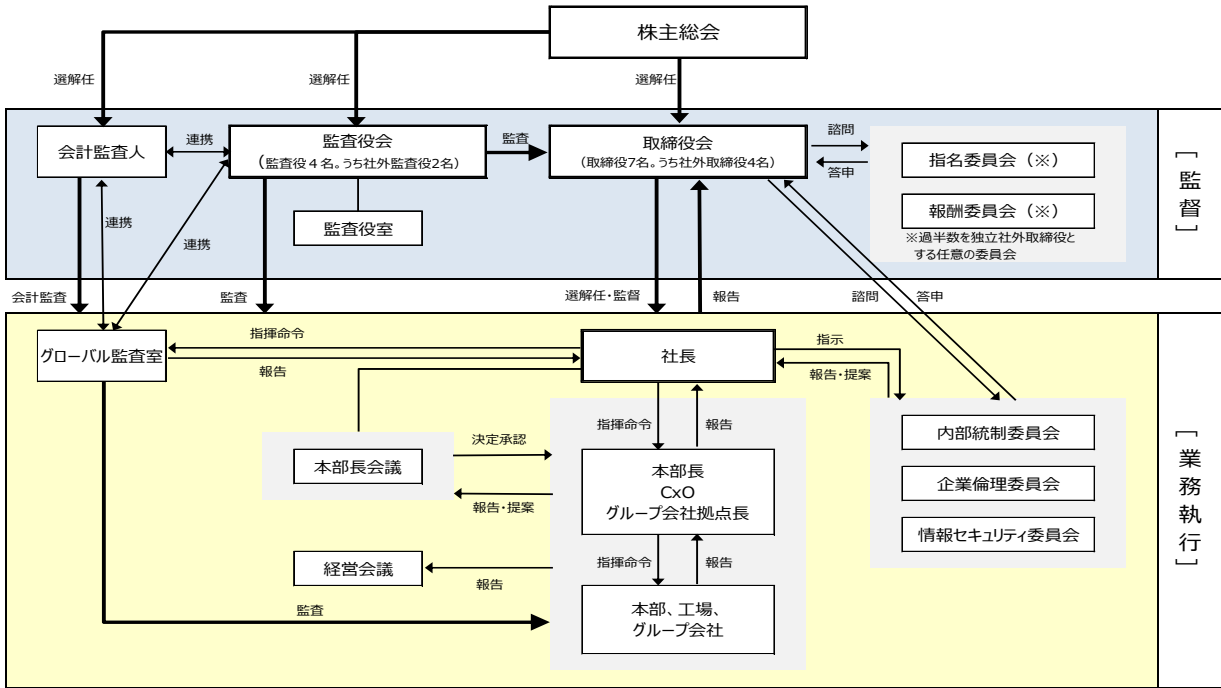 株主総会
選解任
選解任
選解任
会計監査人
連携
監査役会
(監査役4名。うち社外監査役2名)
監査
取締役会
(取締役7名。うち社外取締役4名)
諮問
答申
指名委員会(※)
報酬委員会(※)
※過半数を独立社外取締役と
する任意の委員会
[監督]
連携
連携
監査役室
会計監査
監査
選解任・監督
報告
諮問
答申
グローバル監査室
指揮命令
報告
社長
指示
報告・提案
指揮命令
報告
本部長会議
決定承認
報告・提案
本部長
CxO
グループ会社拠点長
内部統制委員会
企業倫理委員会
情報セキュリティ委員会
[業務執行]
経営会議
報告
指揮命令
報告
監査
本部、工場、
グループ会社